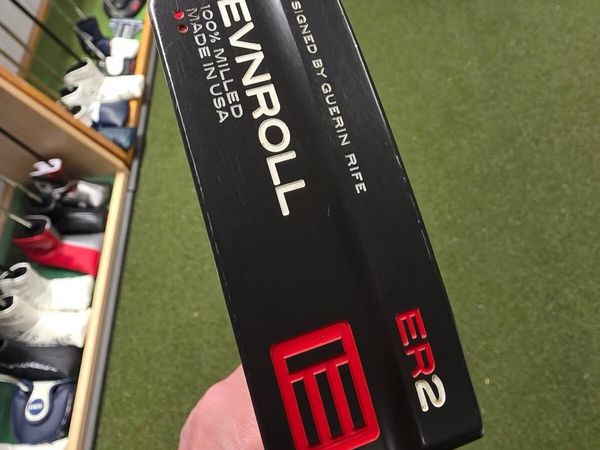 EVNROLL
100% MILLED
MADE IN USA
SIGNED BY GUERIN RIFE
ER2